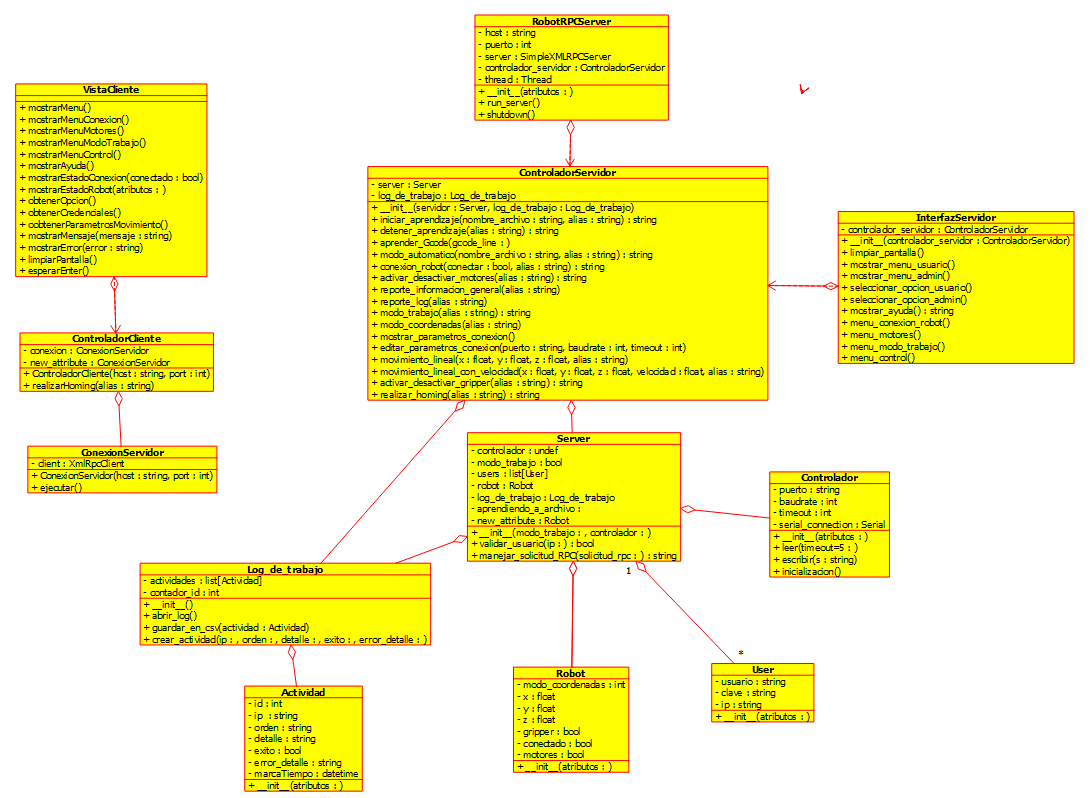 RobotRPCServer
- host : string
- puerto : int
- server : SimpleXMLRPCServer
- controlador_servidor : ControladorServidor
- thread : Thread
+ __init__(atributos : )
+ run_server()
+ shutdown()
VistaCliente
+ mostrarMenu()
+ mostrarMenuConexion()
+ mostrarMenuMotores()
+ mostrarMenuModoTrabajo()
+ mostrarMenuControl()
+ mostrarAyuda()
+ mostrarEstadoConexion(conectado : bool)
+ mostrarEstadoRobot(atributos : )
+ obtenerOpcion()
+ obtenerCredenciales()
+ oobtenerParametrosMovimiento()
+ mostrarMensaje(mensaje : string)
+ mostrarError(error : string)
+ limpiarPantalla()
+ esperarEnter()
ControladorServidor
- server : Server
- log_de_trabajo : Log_de_trabajo
+ __init__(servidor : Server, log_de_trabajo : Log_de_trabajo)
+ iniciar_aprendizaje(nombre_archivo : string, alias : string) : string
+ detener_aprendizaje(alias : string) : string
+ aprender_Gcode(gcode_line : )
+ modo_automatico(nombre_archivo : string, alias : string) : string
+ conexion_robot(conectar : bool, alias : string) : string
+ activar_desactivar_motores(alias : string) : string
+ reporte_informacion_general(alias : string)
+ reporte_log(alias : string)
+ modo_trabajo(alias : string) : string
+ modo_coordenadas(alias : string)
+ mostrar_parametros_conexion()
+ editar_parametros_conexion(puerto : string, baudrate : int, timeout : int)
+ movimiento_lineal(x : float, y : float, z : float, alias : string)
+ movimiento_lineal_con_velocidad(x : float, y : float, z : float, velocidad : float, alias : string)
+ activar_desactivar_gripper(alias : string) : string
+ realizar_homing(alias : string) : string
InterfazServidor
- controlador_servidor : ControladorServidor
+ __init__(controlador_servidor : ControladorServidor)
+ limpiar_pantalla()
+ mostrar_menu_usuario()
+ mostrar_menu_admin()
+ seleccionar_opcion_usuario()
+ seleccionar_opcion_admin()
+ mostrar_ayuda() : string
+ menu_conexion_robot()
+ menu_motores()
+ menu_modo_trabajo()
+ menu_control()
ControladorCliente
- conexion : ConexionServidor
- new_attribute : ConexionServidor
+ ControladorCliente(host : string, port : int)
+ realizarHoming(alias : string)
ConexionServidor
- client : XmlRpcClient
+ ConexionServidor(host : string, port : int)
+ ejecutar()
Server
- controlador : undef
- modo_trabajo : bool
- users : list[User]
- robot : Robot
- log_de_trabajo : Log_de_trabajo
- aprendiendo_a_archivo :
- new_attribute : Robot
+ __init__(modo_trabajo : , controlador : )
+ validar_usuario(ip : ) : bool
+ manejar_solicitud_RPC(solicitud_rpc : ) : string
Controlador
- puerto : string
- baudrate : int
- timeout : int
- serial_connection : Serial
+ __init__(atributos : )
+ leer(timeout=5 : )
+ escribir(s : string)
+ inicializacion()
Log_de_trabajo
- actividades : list[Actividad]
- contador_id : int
+ __init__()
+ abrir_log()
+ guardar_en_csv(actividad : Actividad)
+ crear_actividad(ip : , orden : , detalle : , exito : , error_detalle : )
1
*
Actividad
- id : int
- ip : string
- orden : string
- detalle : string
- exito : bool
- error_detalle : string
- marcaTiempo : datetime
+ __init__(atributos : )
Robot
- modo_coordenadas : int
- x : float
- y : float
- z : float
- gripper : bool
- conectado : bool
- motores : bool
+ __init__(atributos : )
User
- usuario : string
- clave : string
- ip : string
+ __init__(atributos : )